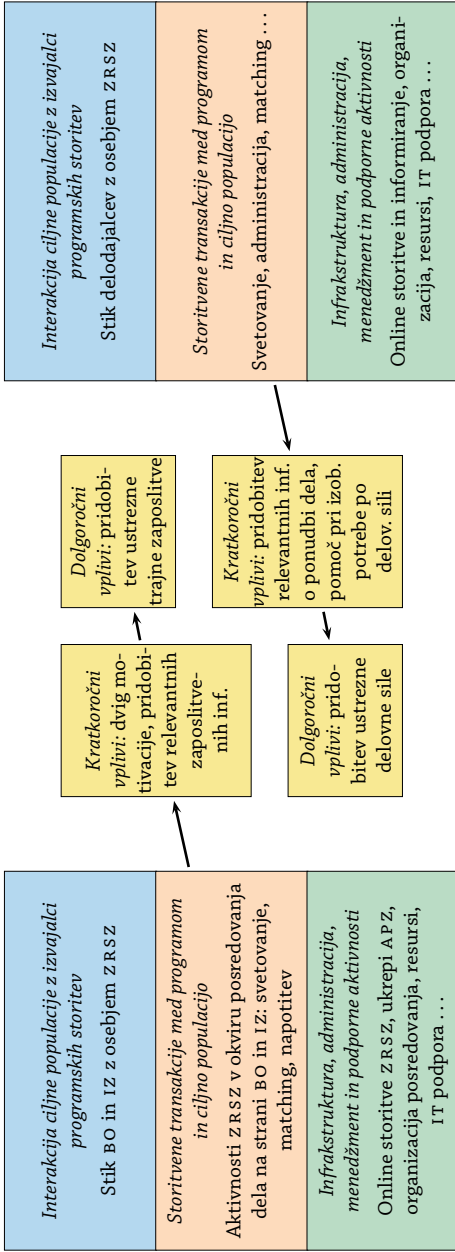 Interakcija ciljne populacije z izvajalci
programskih storitev
Stik BO in IZ z osebjem ZRSZ
Storitvene transakcije med programom
in ciljno populacijo
Aktivnosti ZRSZ v okviru posredovanja
dela na strani BO in IZ: svetovanje,
matching, napotitev
Infrakstruktura, administracija,
menedžment in podporne aktivnosti
Online storitve ZRSZ, ukrepi APZ,
organizacija posredovanja, resursi,
IT podpora ...
Kratkoročni
vplivi: dvig mo-
tivacije, pridobi-
tev relevantnih
zaposlitve-
nih inf.
Dolgoročni
vplivi: pridobi-
tev ustrezne
trajne zaposlitve
Dolgoročni
vplivi: prido-
bitev ustrezne
delovne sile
Kratkoročni
vplivi: pridobitev
relevantnih inf.
o ponudbi dela,
pomoč pri izob.
potrebe po
delov. sili
Interakcija ciljne populacije z izvajalci
programskih storitev
Stik delodajalcev z osebjem ZRSZ
Storitvene transakcije med programom
in ciljno populacijo
Svetovanje, administracija, matching ...
Infrakstruktura, administracija,
menedžment in podporne aktivnosti
Online storitve in informiranje, organi-
zacija, resursi, IT podpora ...